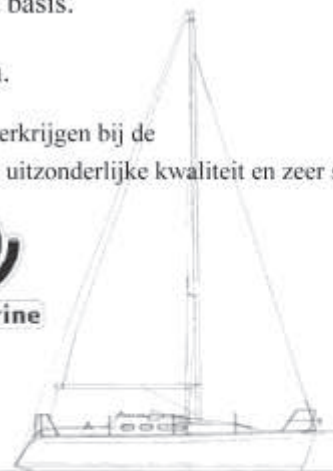 basis.
erkrijgen bij de
uitzonderlijke kwaliteit en zeer
rine